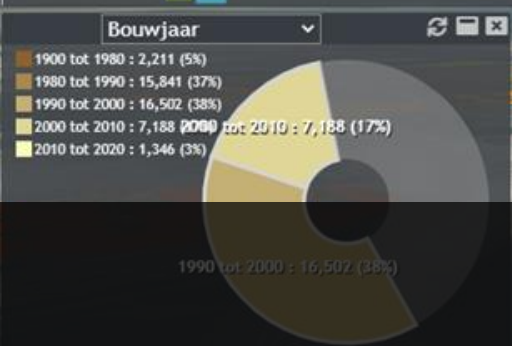 Bouwjaar
1900 tot 1980 : 2,211 (5%)
1980 tot 1990 : 15,841 (37%)
1990 tot 2000 : 16,502 (38%)
2000 tot 2010 : 7,188 (17%)
2000 tot 2010 : 7,188 (17%)
2010 tot 2020 : 1,346 (3%)
1990 tot 2000 : 16,502 (38%)